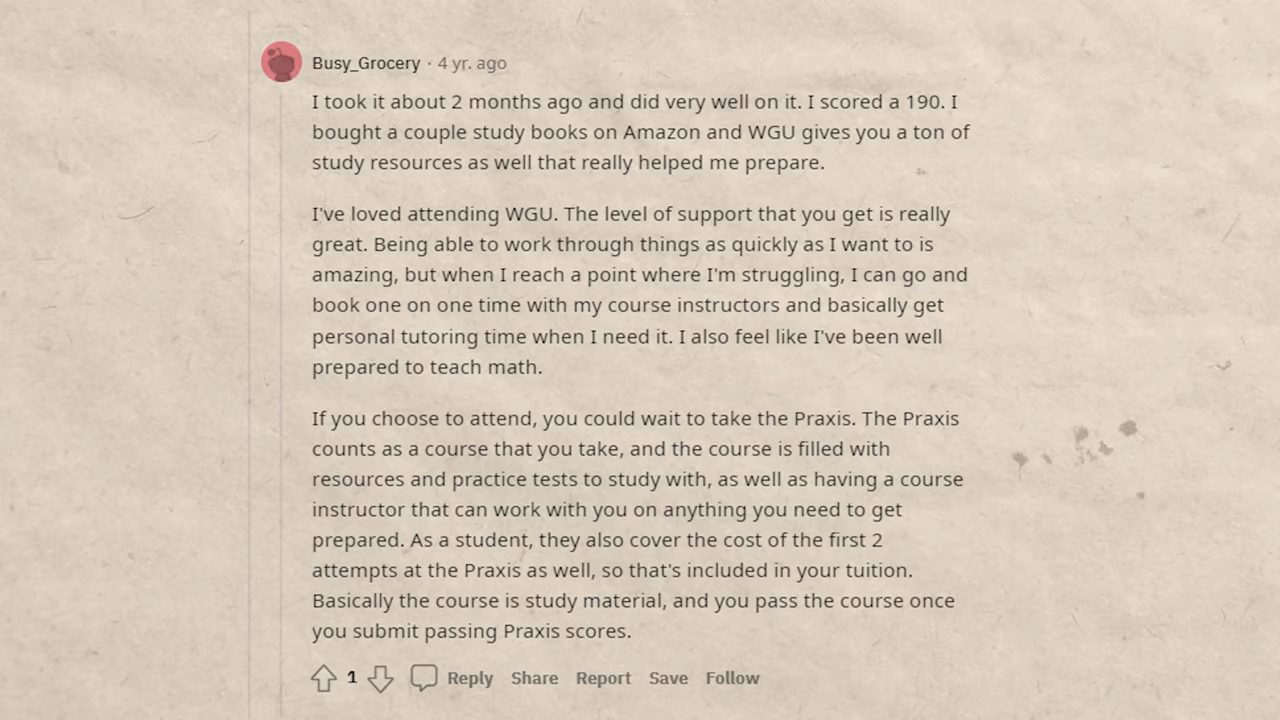 Busy_Grocery · 4 yr. ago
I took it about 2 months ago and did very well on it. I scored a 190. I
bought a couple study books on Amazon and WGU gives you a ton of
study resources as well that really helped me prepare.
I've loved attending WGU. The level of support that you get is really
great. Being able to work through things as quickly as I want to is
amazing, but when I reach a point where I'm struggling, I can go and
book one on one time with my course instructors and basically get
personal tutoring time when I need it. I also feel like I've been well
prepared to teach math.
If you choose to attend, you could wait to take the Praxis. The Praxis
counts as a course that you take, and the course is filled with
resources and practice tests to study with, as well as having a course
instructor that can work with you on anything you need to get
prepared. As a student, they also cover the cost of the first 2
attempts at the Praxis as well, so that's included in your tuition.
Basically the course is study material, and you pass the course once
you submit passing Praxis scores.
1 Reply Share Report Save Follow